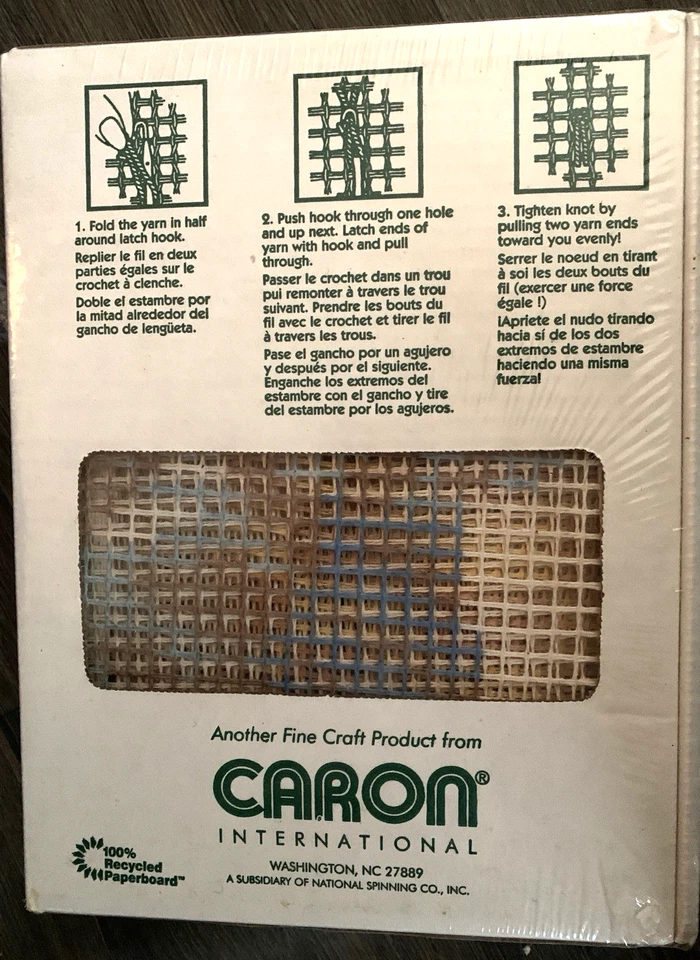 1. Fold the yarn in half
around latch hook.
Replier le fil en deux
parties égales sur le
crochet à clenche.
Doble el estambre por
la mitad alrededor del
gancho de lengüeta.
2. Push hook through one hole
and up next. Latch ends of
yarn with hook and pull
through.
Passer le crochet dans un trou
pui remonter à travers le trou
suivant. Prendre les bouts du
fil avec le crochet et tirer le fil
à travers les trous.
Pase el gancho por un agujero
y después por el siguiente.
Enganche los extremos del
estambre con el gancho y tire
del estambre por los agujeros.
3. Tighten knot by
pulling two yarn ends
toward you evenly!
Serrer le noeud en tirant
à soi les deux bouts du
fil (exercer une force
égale !)
¡Apriete el nudo tirando
hacia sí de los dos
extremos de estambre
haciendo una misma
fuerza!
Another Fine Craft Product from
CARON®
INTERNATIONAL
WASHINGTON, NC 27889
A SUBSIDIARY OF NATIONAL SPINNING CO., INC.
100%
Recycled
Paperboard™